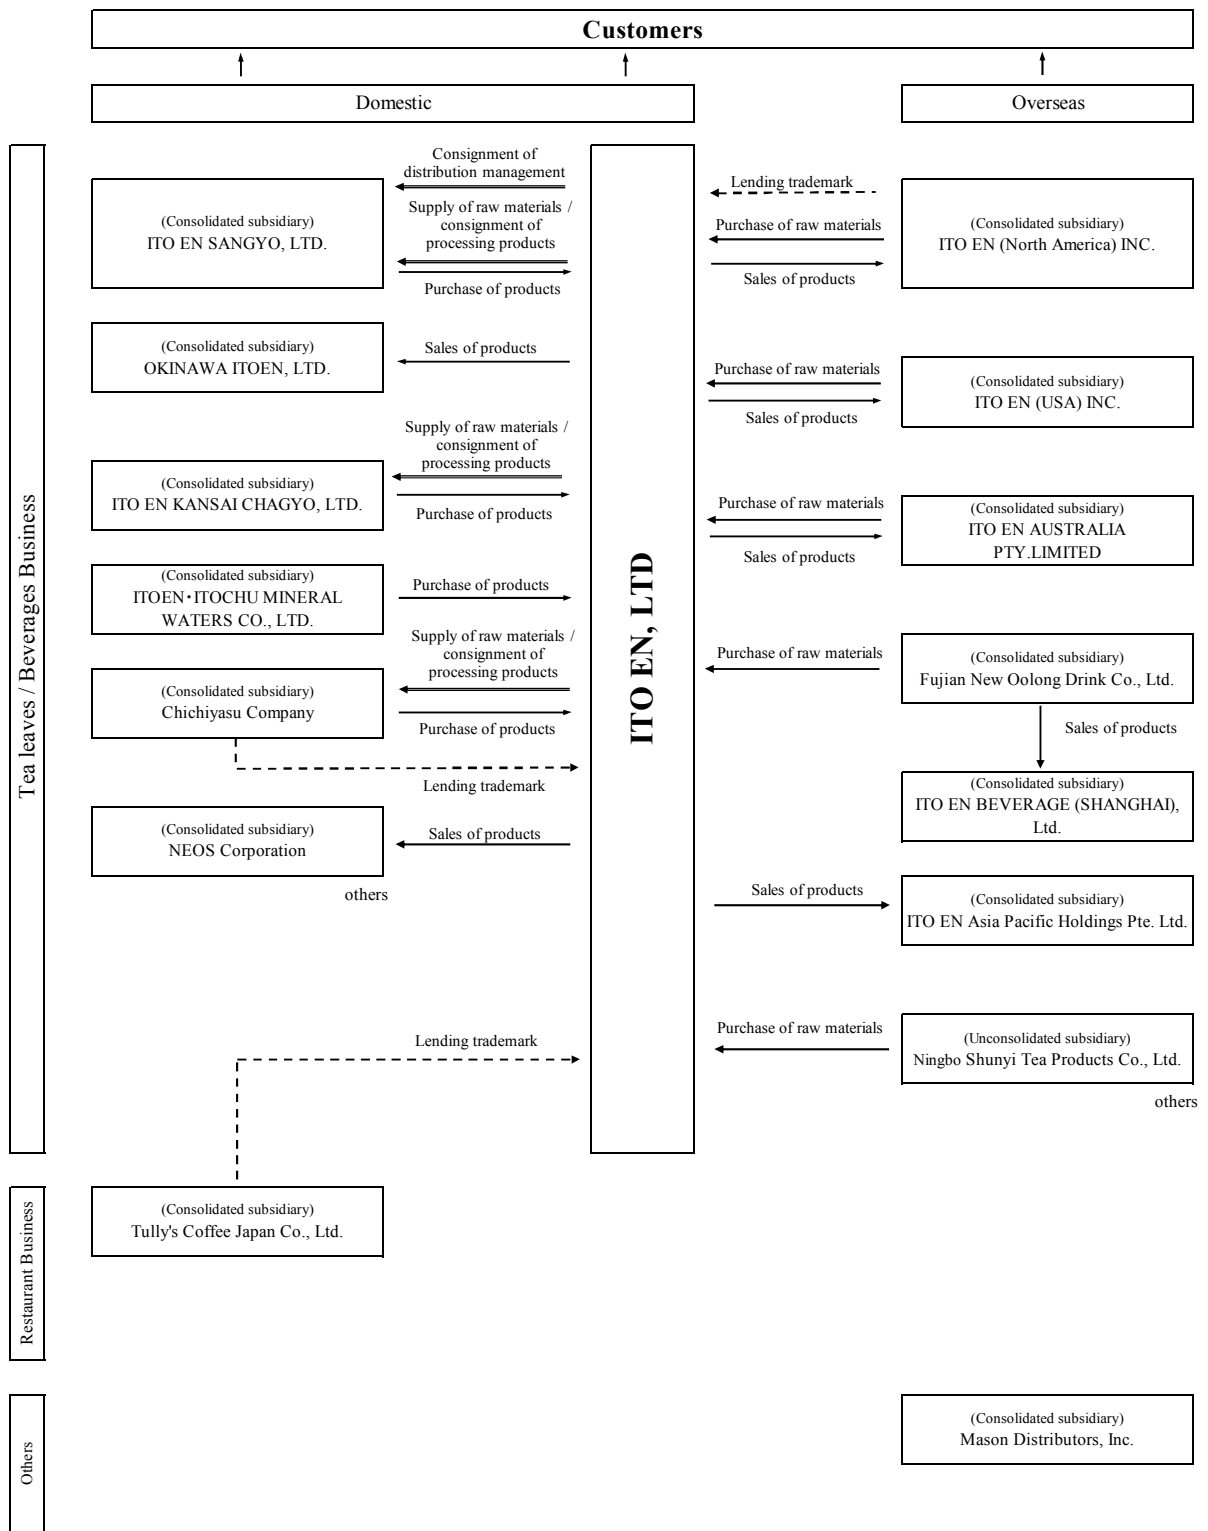 Customers
Domestic
Overseas
Tea leaves / Beverages Business
(Consolidated subsidiary)
ITO EN SANGYO, LTD.
Consignment of
distribution management
Supply of raw materials /
consignment of
processing products
Purchase of products
(Consolidated subsidiary)
OKINAWA ITOEN, LTD.
Sales of products
(Consolidated subsidiary)
ITO EN KANSAI CHAGYO, LTD.
Supply of raw materials /
consignment of
processing products
Purchase of products
(Consolidated subsidiary)
ITOEN・ITOCHU MINERAL
WATERS CO., LTD.
Purchase of products
(Consolidated subsidiary)
Chichiyasu Company
Supply of raw materials /
consignment of
processing products
Purchase of products
Lending trademark
(Consolidated subsidiary)
NEOS Corporation
Sales of products
others
Lending trademark
ITO EN, LTD
Lending trademark
Purchase of raw materials
Sales of products
(Consolidated subsidiary)
ITO EN (North America) INC.
Purchase of raw materials
Sales of products
(Consolidated subsidiary)
ITO EN (USA) INC.
Purchase of raw materials
Sales of products
(Consolidated subsidiary)
ITO EN AUSTRALIA
PTY.LIMITED
Purchase of raw materials
(Consolidated subsidiary)
Fujian New Oolong Drink Co., Ltd.
Sales of products
(Consolidated subsidiary)
ITO EN BEVERAGE (SHANGHAI),
Ltd.
Sales of products
(Consolidated subsidiary)
ITO EN Asia Pacific Holdings Pte. Ltd.
Purchase of raw materials
(Unconsolidated subsidiary)
Ningbo Shunyi Tea Products Co., Ltd.
others
Restaurant Business
(Consolidated subsidiary)
Tully's Coffee Japan Co., Ltd.
Others
(Consolidated subsidiary)
Mason Distributors, Inc.